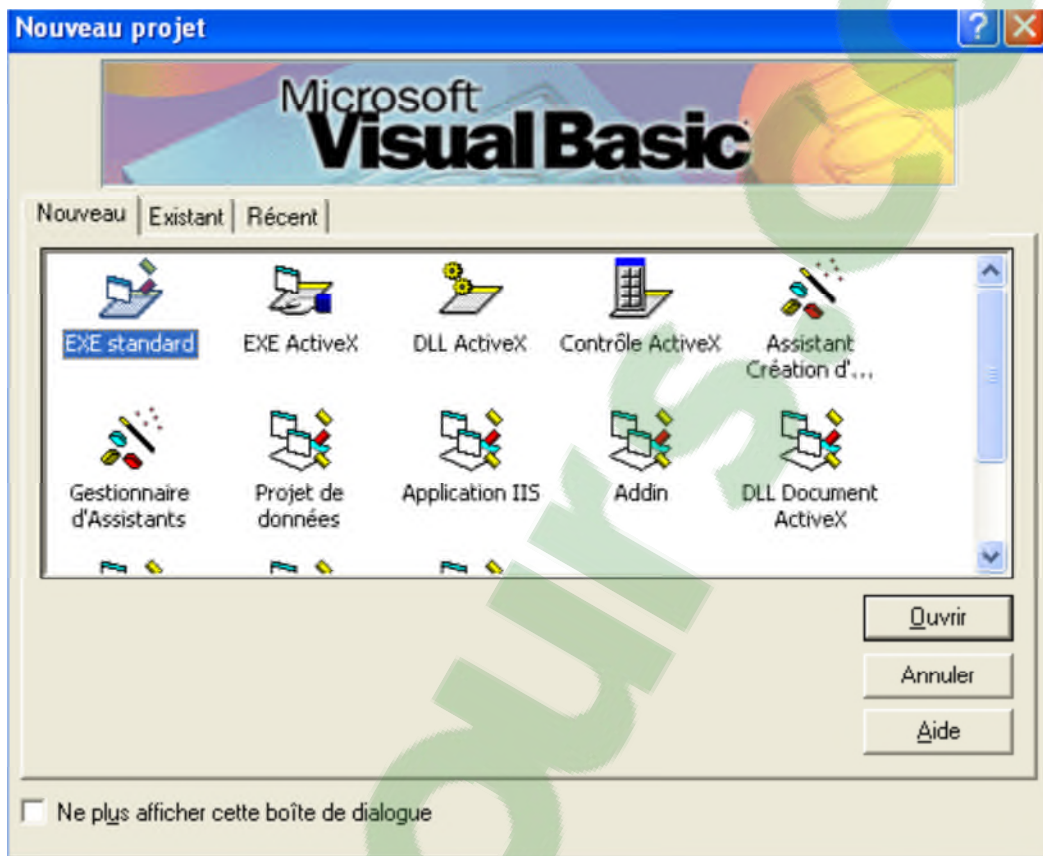 Nouveau projet
Microsoft
Visual Basic
Nouveau
Existant
Récent
EXE standard
EXE ActiveX
DLL ActiveX
Contrôle ActiveX
Assistant
Création d'...
Gestionnaire
d'Assistants
Projet de
données
Application IIS
Addin
DLL Document
ActiveX
Ouvrir
Annuler
Aide
Ne plus afficher cette boîte de dialogue
ours.c